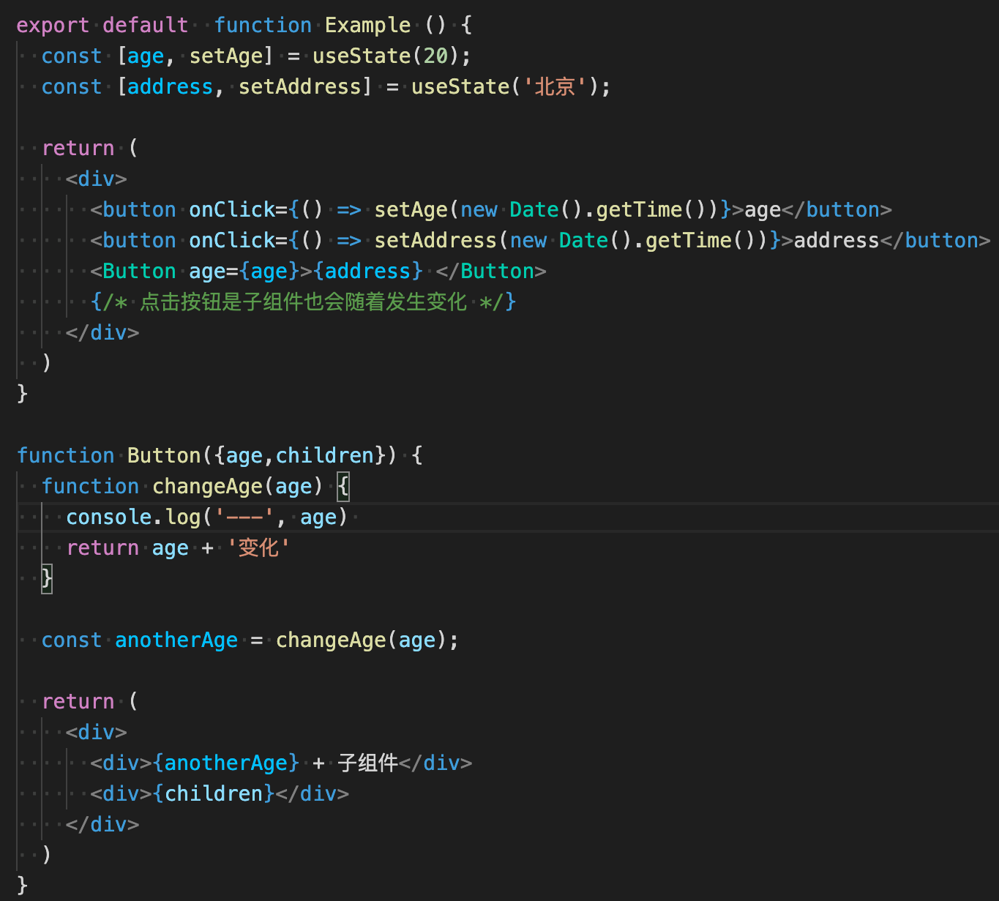 export default  function Example () {
  const [age, setAge] = useState(20);
  const [address, setAddress] = useState('北京');

  return (
    <div>
      <button onClick={() => setAge(new Date().getTime())}>age</button>
      <button onClick={() => setAddress(new Date().getTime())}>address</button>
      <Button age={age}>{address} </Button>
      {/* 点击按钮是子组件也会随着发生变化 */}
    </div>
  )
}

function Button({age,children}) {
  function changeAge(age) {
    console.log('---', age) 
    return age + '变化'
  }

  const anotherAge = changeAge(age);

  return (
    <div>
      <div>{anotherAge} + 子组件</div>
      <div>{children}</div>
    </div>
  )
}